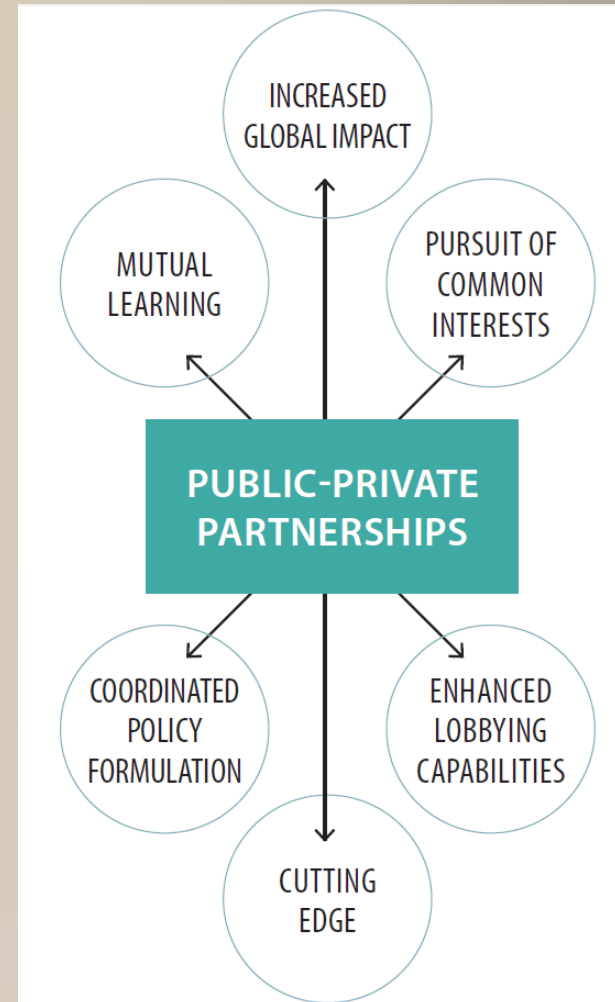 INCREASED
GLOBAL IMPACT
MUTUAL
LEARNING
PURSUIT OF
COMMON
INTERESTS
PUBLIC-PRIVATE
PARTNERSHIPS
COORDINATED
POLICY
FORMULATION
ENHANCED
LOBBYING
CAPABILITIES
CUTTING
EDGE